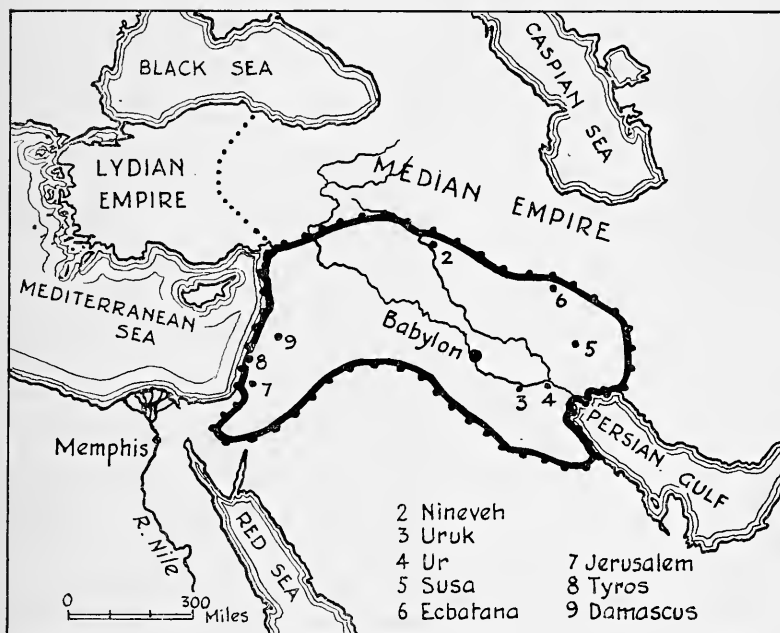 BLACK SEA
CASPIAN
SEA
LYDIAN
EMPIRE
MEDIAN EMPIRE
MEDITERRANEAN
SEA
2
6
Babylon
5
9
8
7
3
4
Memphis
PERSIAN
GULF
R. Nile
RED SEA
0 300
Miles
2 Nineveh
3 Uruk
4 Ur
5 Susa
6 Ecbatana
7 Jerusalem
8 Tyros
9 Damascus